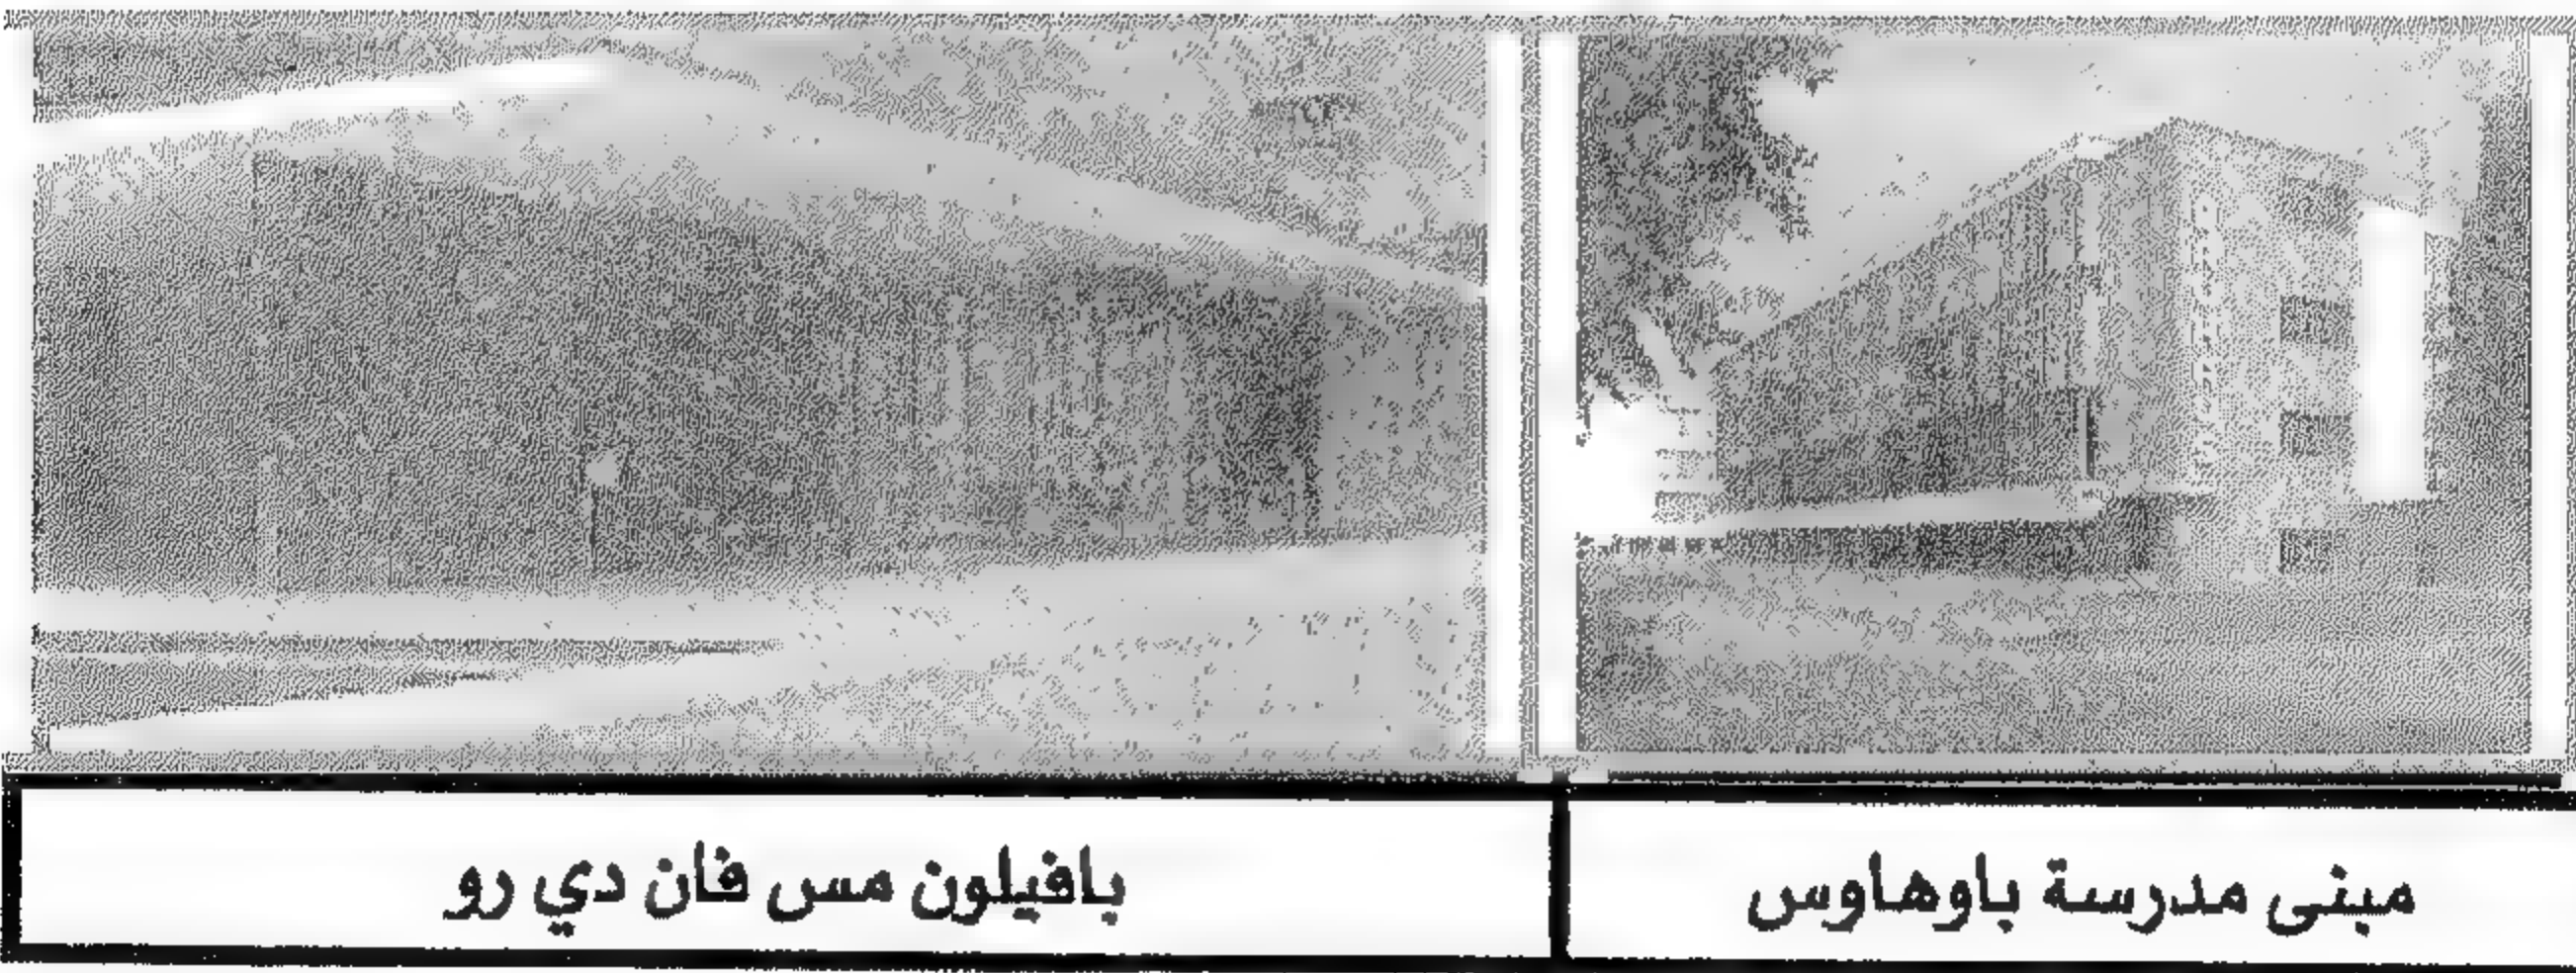 مبنى مدرسة باوهاوس
بافيلون مس فان دي رو